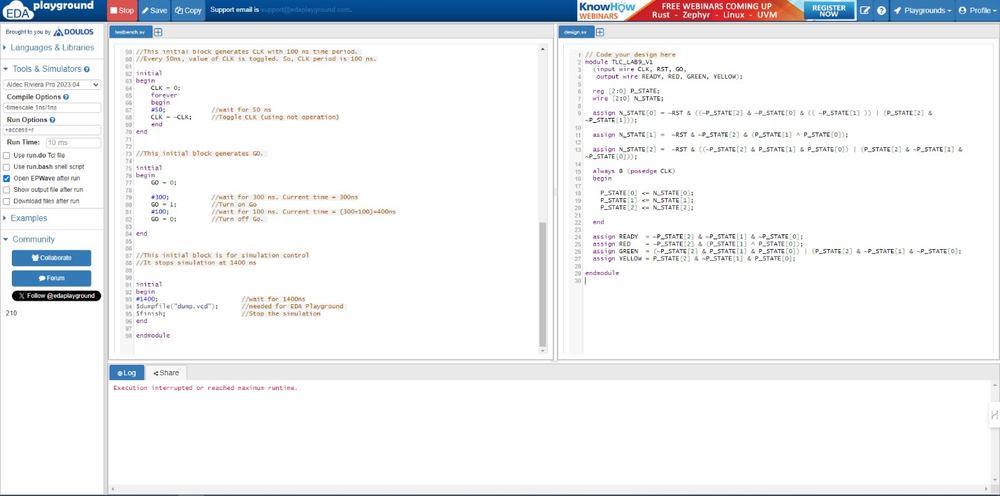 EDA playground
Stop
Save
Copy
Support email is support@edaplayground.com.
KnowHow WEBINARS
FREE WEBINARS COMING UP
Rust - Zephyr - Linux - UVM
REGISTER NOW
Playgrounds
Profile
Brought to you by DOULOS
Languages & Libraries
Tools & Simulators
Aldec Riviera Pro 2023.04
Compile Options
-timescale 1ns/1ns
Run Options
+access+r
Run Time: 10 ms
Use run.do Tcl file
Use run.bash shell script
Open EPWave after run
Show output file after run
Download files after run
Examples
Community
Collaborate
Forum
Follow @edaplayground
210
testbench.sv
59 //This initial block generates CLK with 100 ns time period.
60 //Every 50ns, value of CLK is toggled. So, CLK period is 100 ns.
61
62 initial
63 begin
64 CLK = 0;
65 forever
66 begin
67 #50; //wait for 50 ns
68 CLK = ~CLK; //Toggle CLK (using not operation)
69 end
70 end
71
72
73 //This initial block generates GO.
74
75 initial
76 begin
77 GO = 0;
78
79 #300; //wait for 300 ns. Current time = 300ns
80 GO = 1; //Turn on Go
81 #100; //wait for 100 ns. Current time = (300+100)=400ns
82 GO = 0; //Turn off Go.
83
84 end
85
86
87 //This initial block is for simulation control
88 //It stops simulation at 1400 ns
89
90
91 initial
92 begin
93 #1400; //wait for 1400ns
94 $dumpfile("dump.vcd"); //needed for EDA Playground
95 $finish; //Stop the simulation
96 end
97
98 endmodule
design.sv
1 // Code your design here
2 module TLC_LAB9_V1
3 (input wire CLK, RST, GO,
4 output wire READY, RED, GREEN, YELLOW);
5
6 reg [2:0] P_STATE;
7 wire [2:0] N_STATE;
8
9 assign N_STATE[0] = ~RST & ((~P_STATE[2] & ~P_STATE[0] & (( ~P_STATE[1] )) | (P_STATE[2] &
~P_STATE[1]));
10
11 assign N_STATE[1] = ~RST & ~P_STATE[2] & (P_STATE[1] ^ P_STATE[0]);
12
13 assign N_STATE[2] = ~RST & ((~P_STATE[2] & P_STATE[1] & P_STATE[0]) | (P_STATE[2] & ~P_STATE[1] &
~P_STATE[0]));
14
15 always @ (posedge CLK)
16 begin
17
18 P_STATE[0] <= N_STATE[0];
19 P_STATE[1] <= N_STATE[1];
20 P_STATE[2] <= N_STATE[2];
21
22 end
23
24 assign READY = ~P_STATE[2] & ~P_STATE[1] & ~P_STATE[0];
25 assign RED = ~P_STATE[2] & (P_STATE[1] ^ P_STATE[0]);
26 assign GREEN = (~P_STATE[2] & P_STATE[1] & P_STATE[0]) | (P_STATE[2] & ~P_STATE[1] & ~P_STATE[0];
27 assign YELLOW = P_STATE[2] & ~P_STATE[1] & P_STATE[0];
28
29 endmodule
30
Log
Share
Execution interrupted or reached maximum runtime.